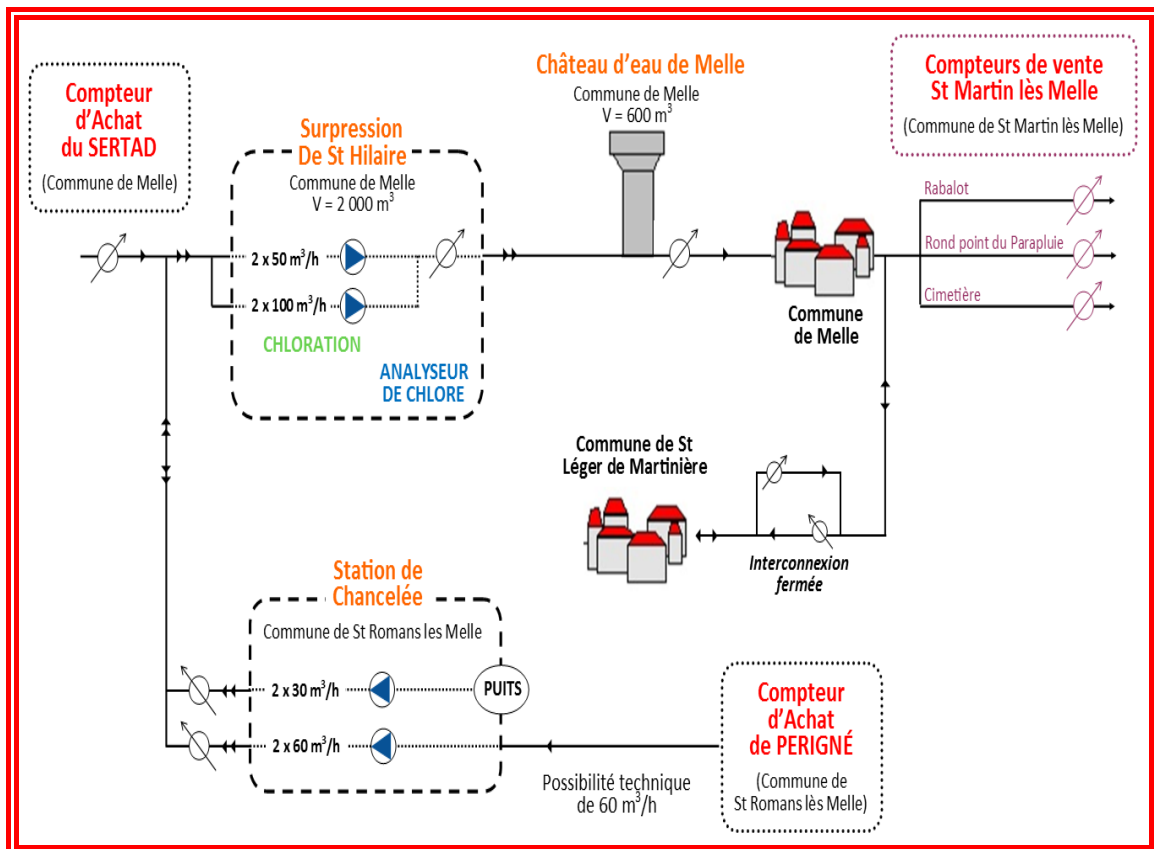 Compteur
d'Achat
du SERTAD
(Commune de Melle)
Surpression
De St Hilaire
Commune de Melle
V = 2 000 m³
2 x 50 m³/h
2 x 100 m³/h
CHLORATION
ANALYSEUR
DE CHLORE
Château d'eau de Melle
Commune de Melle
V = 600 m³
Compteurs de vente
St Martin lès Melle
(Commune de St Martin lès Melle)
Rabalot
Rond point du Parapluie
Cimetière
Commune
de Melle
Commune de St
Léger de Martinière
Interconnexion
fermée
Station de
Chancelée
Commune de St Romans les Melle
2 x 30 m³/h
PUITS
2 x 60 m³/h
Possibilité technique
de 60 m³/h
Compteur
d'Achat
de PERIGNÉ
(Commune de
St Romans lès Melle)